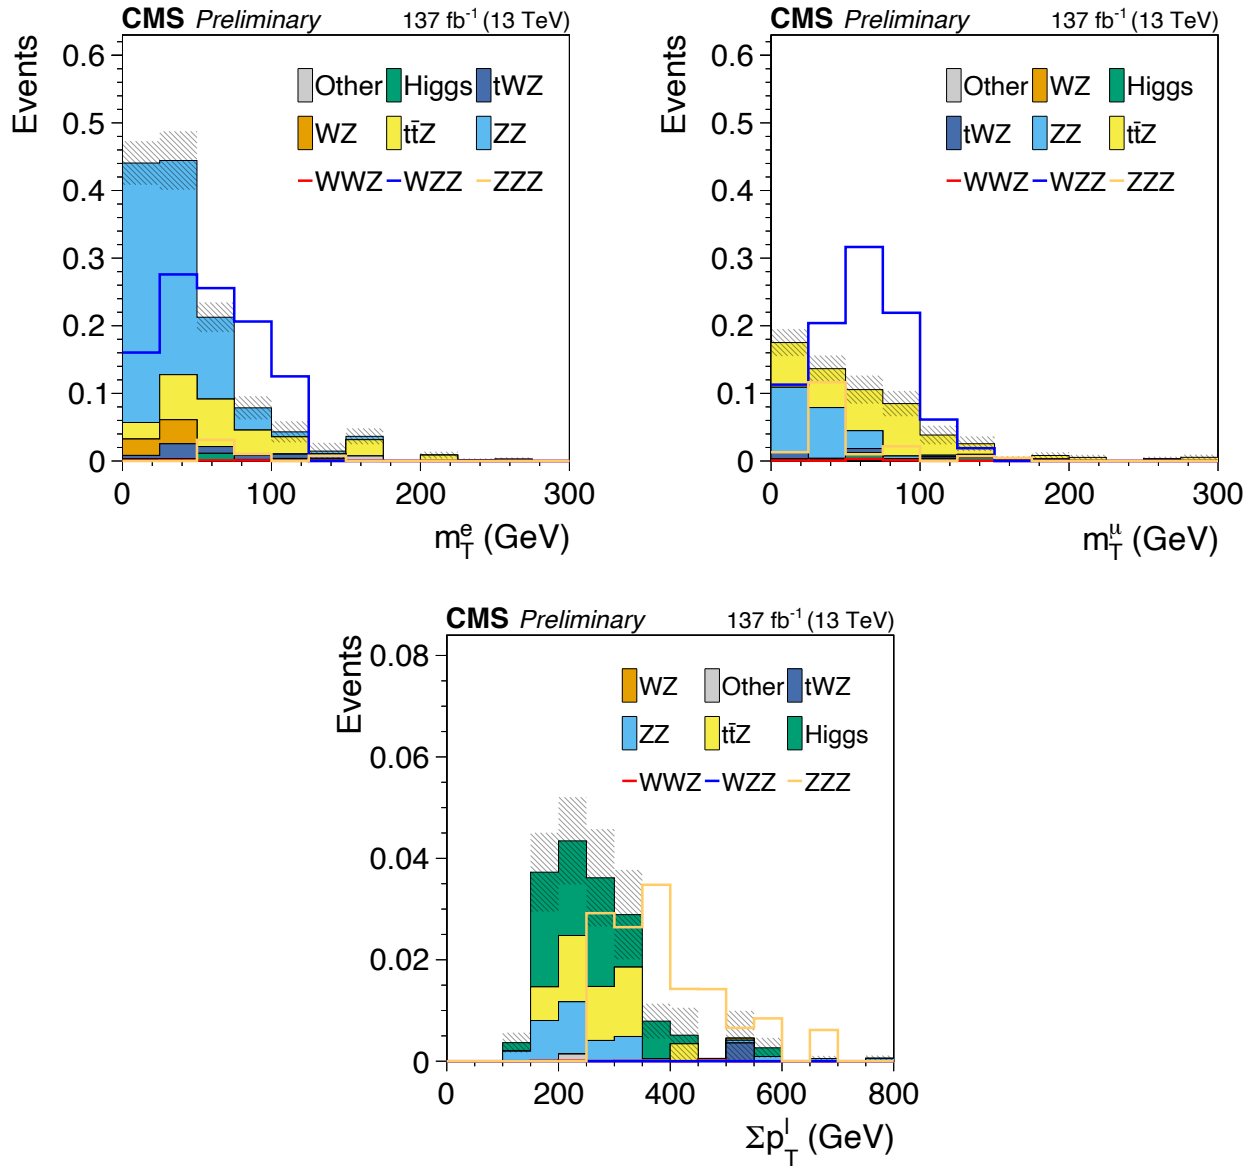 CMS Preliminary 137 fb⁻¹ (13 TeV)
Events
0.6
0.5
0.4
0.3
0.2
0.1
0
Other Higgs tWZ
WZ tt̄Z ZZ
WWZ WZZ ZZZ
0 100 200 300
m_T^e (GeV)
CMS Preliminary 137 fb⁻¹ (13 TeV)
Events
0.6
0.5
0.4
0.3
0.2
0.1
0
Other WZ Higgs
tWZ ZZ tt̄Z
WWZ WZZ ZZZ
0 100 200 300
m_T^μ (GeV)
CMS Preliminary 137 fb⁻¹ (13 TeV)
Events
0.08
0.06
0.04
0.02
0
WZ Other tWZ
ZZ tt̄Z Higgs
WWZ WZZ ZZZ
0 200 400 600 800
Σp_T^l (GeV)